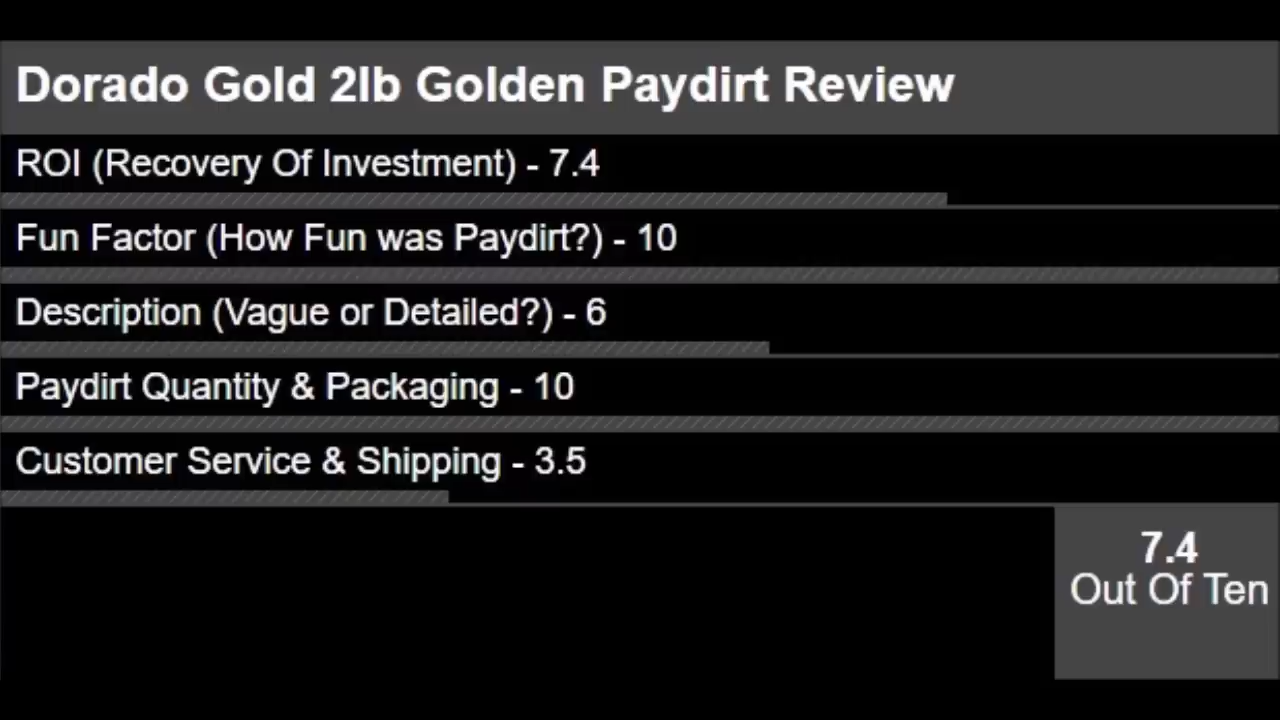 Dorado Gold 2lb Golden Paydirt Review
ROI (Recovery Of Investment) - 7.4
Fun Factor (How Fun was Paydirt?) - 10
Description (Vague or Detailed?) - 6
Paydirt Quantity & Packaging - 10
Customer Service & Shipping - 3.5
7.4
Out Of Ten